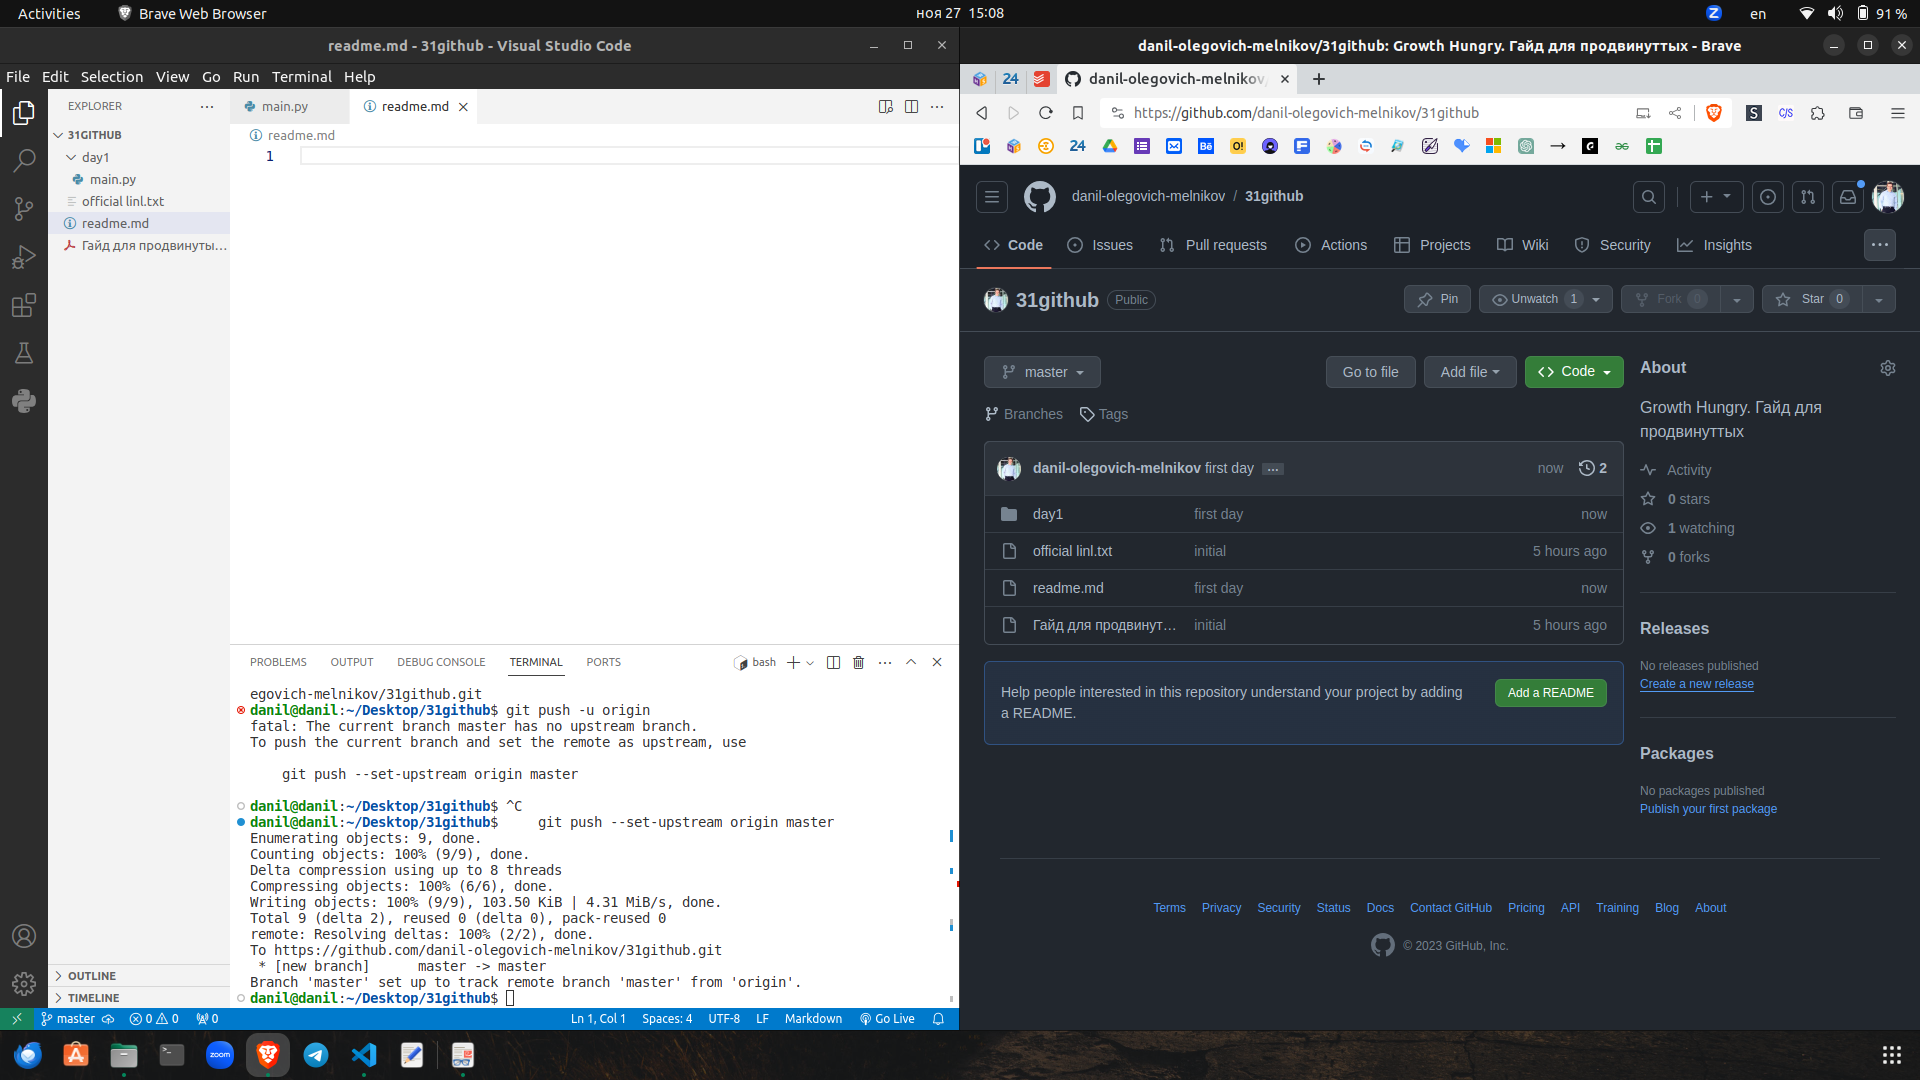 Activities
Brave Web Browser
ноя 27 15:08
en
91 %
readme.md - 31github - Visual Studio Code
File Edit Selection View Go Run Terminal Help
EXPLORER
31GITHUB
day1
main.py
official linl.txt
readme.md
Гайд для продвинуты...
OUTLINE
TIMELINE
main.py
readme.md
readme.md
1
PROBLEMS OUTPUT DEBUG CONSOLE TERMINAL PORTS
bash
egovich-melnikov/31github.git
danil@danil:~/Desktop/31github$ git push -u origin
fatal: The current branch master has no upstream branch.
To push the current branch and set the remote as upstream, use
git push --set-upstream origin master
danil@danil:~/Desktop/31github$ ^C
danil@danil:~/Desktop/31github$     git push --set-upstream origin master
Enumerating objects: 9, done.
Counting objects: 100% (9/9), done.
Delta compression using up to 8 threads
Compressing objects: 100% (6/6), done.
Writing objects: 100% (9/9), 103.50 KiB | 4.31 MiB/s, done.
Total 9 (delta 2), reused 0 (delta 0), pack-reused 0
remote: Resolving deltas: 100% (2/2), done.
To https://github.com/danil-olegovich-melnikov/31github.git
 * [new branch]      master -> master
Branch 'master' set up to track remote branch 'master' from 'origin'.
danil@danil:~/Desktop/31github$
master
0 0
0
Ln 1, Col 1
Spaces: 4
UTF-8
LF
Markdown
Go Live
danil-olegovich-melnikov/31github: Growth Hungry. Гайд для продвинуттых - Brave
24
danil-olegovich-melnikov/
https://github.com/danil-olegovich-melnikov/31github
S
C/S
24
Bē
O!
danil-olegovich-melnikov / 31github
Code
Issues
Pull requests
Actions
Projects
Wiki
Security
Insights
31github
Public
Pin
Unwatch 1
Fork 0
Star 0
master
Go to file
Add file
Code
Branches
Tags
danil-olegovich-melnikov first day ...
now
2
day1 first day now
official linl.txt initial 5 hours ago
readme.md first day now
Гайд для продвинут... initial 5 hours ago
Help people interested in this repository understand your project by adding
a README.
Add a README
About
Growth Hungry. Гайд для
продвинуттых
Activity
0 stars
1 watching
0 forks
Releases
No releases published
Create a new release
Packages
No packages published
Publish your first package
Terms Privacy Security Status Docs Contact GitHub Pricing API Training Blog About
© 2023 GitHub, Inc.
zoom